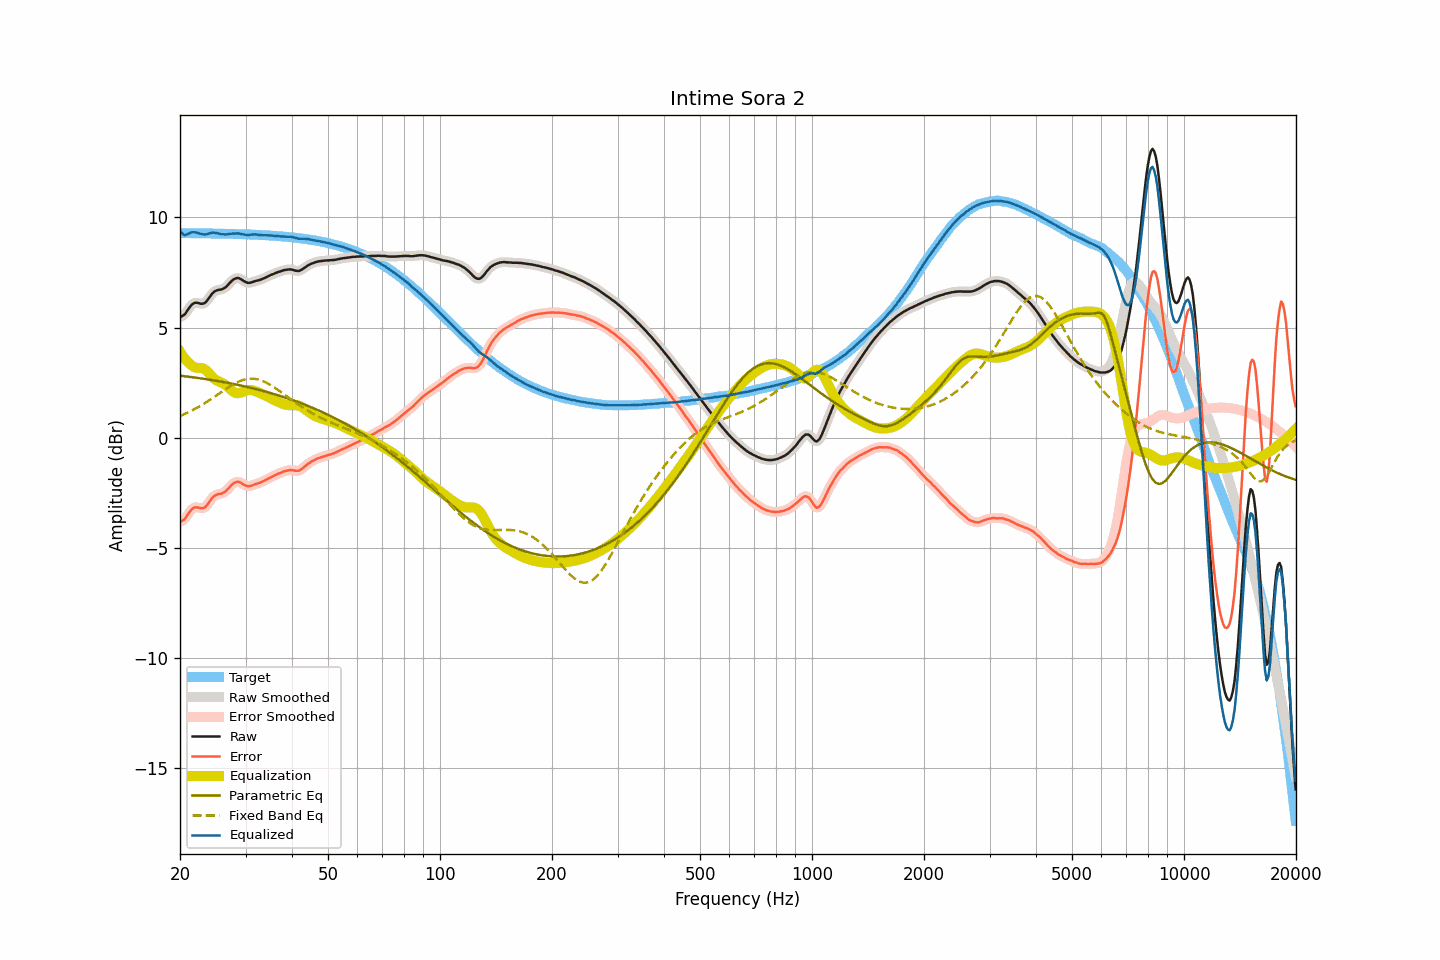 Intime Sora 2
Amplitude (dBr)
10
5
0
−5
−10
−15
Target
Raw Smoothed
Error Smoothed
Raw
Error
Equalization
Parametric Eq
Fixed Band Eq
Equalized
20 50 100 200 500 1000 2000 5000 10000 20000
Frequency (Hz)